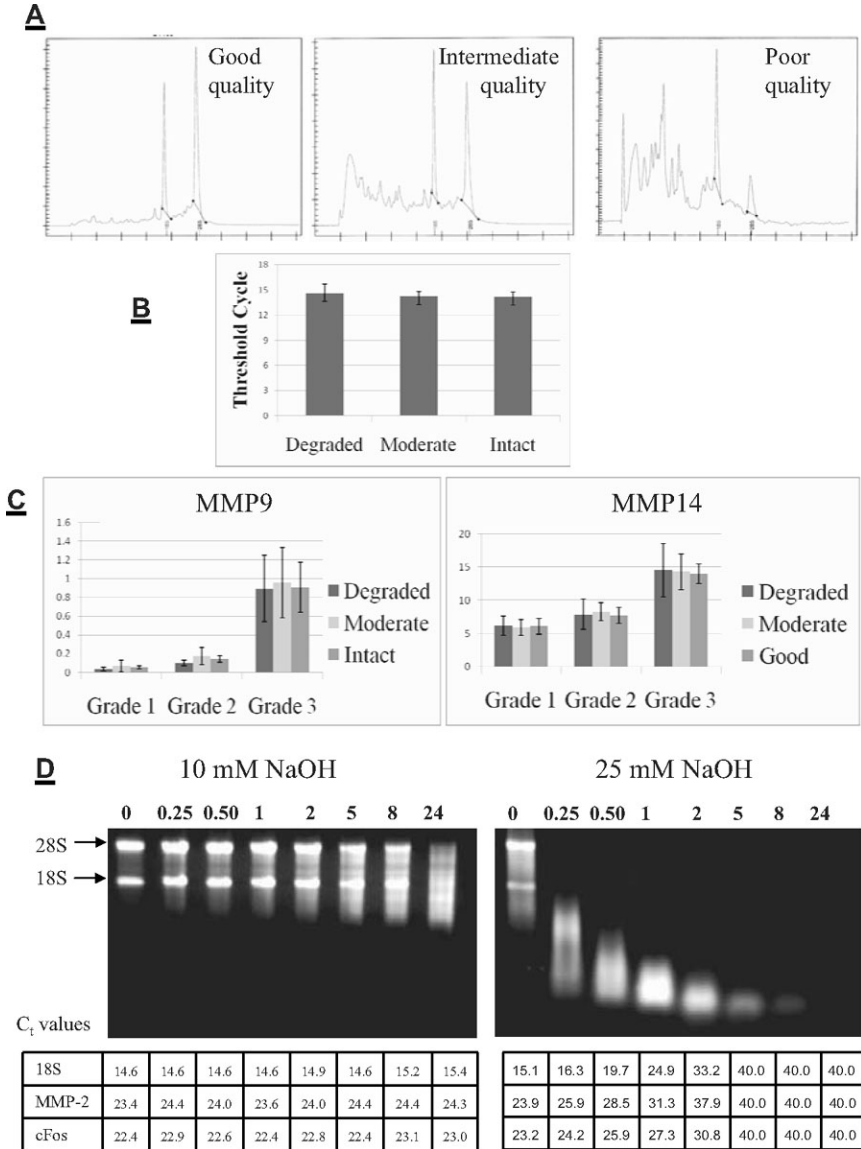 A
Good
quality
Intermediate
quality
Poor
quality
B
Threshold Cycle
18
15
12
9
6
3
0
Degraded Moderate Intact
C
MMP9
1.6
1.4
1.2
1
0.8
0.6
0.4
0.2
0
Grade 1 Grade 2 Grade 3
Degraded
Moderate
Intact
MMP14
20
15
10
5
0
Grade 1 Grade 2 Grade 3
Degraded
Moderate
Good
D
10 mM NaOH
0 0.25 0.50 1 2 5 8 24
28S
18S
25 mM NaOH
0 0.25 0.50 1 2 5 8 24
Ct values
18S 14.6 14.6 14.6 14.6 14.9 14.6 15.2 15.4
MMP-2 23.4 24.4 24.0 23.6 24.0 24.4 24.4 24.3
cFos 22.4 22.9 22.6 22.4 22.8 22.4 23.1 23.0
15.1 16.3 19.7 24.9 33.2 40.0 40.0 40.0
23.9 25.9 28.5 31.3 37.9 40.0 40.0 40.0
23.2 24.2 25.9 27.3 30.8 40.0 40.0 40.0